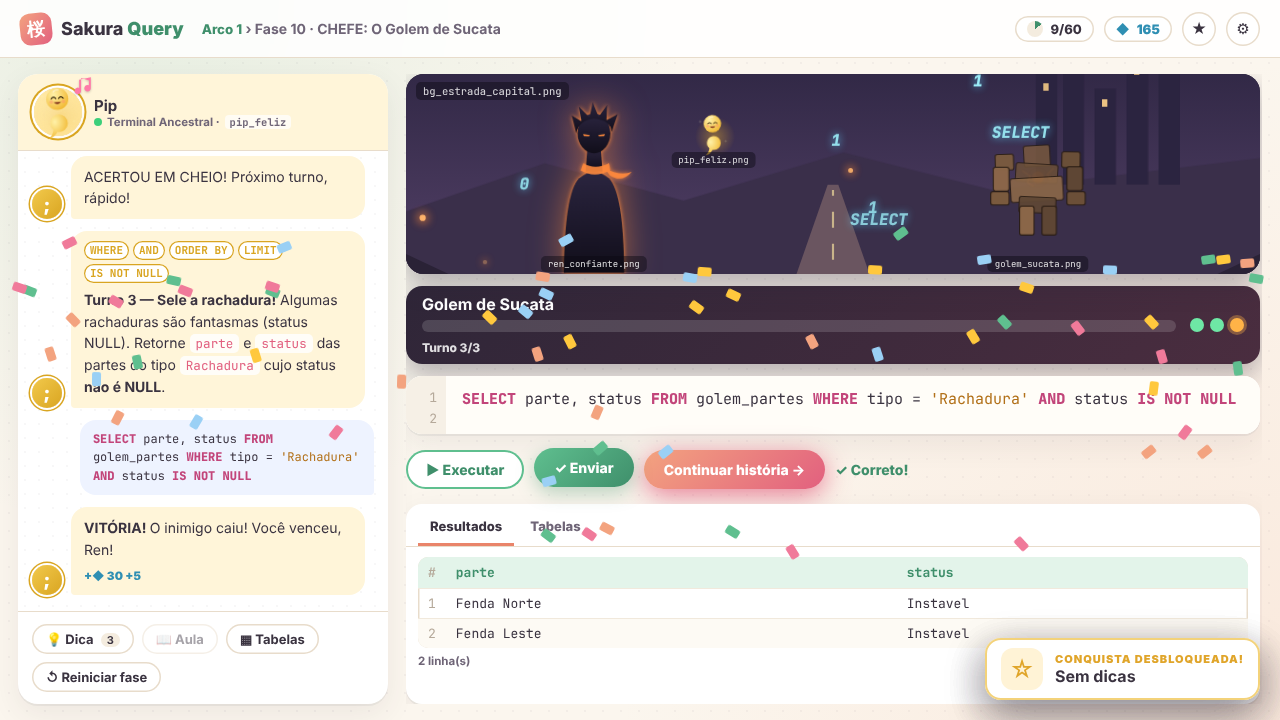 桜 Sakura Query Arco 1 › Fase 10 · CHEFE: O Golem de Sucata 9/60 165
Pip
Terminal Ancestral · pip_feliz
ACERTOU EM CHEIO! Próximo turno,
rápido!
;
WHERE AND ORDER BY LIMIT
IS NOT NULL
Turno 3 — Sele a rachadura! Algumas
rachaduras são fantasmas (status
NULL). Retorne parte e status das
partes do tipo Rachadura cujo status
não é NULL.
;
SELECT parte, status FROM
golem_partes WHERE tipo = 'Rachadura'
AND status IS NOT NULL
VITÓRIA! O inimigo caiu! Você venceu,
Ren!
+◆ 30 +5
;
💡 Dica 3
📖 Aula
▦ Tabelas
↺ Reiniciar fase
bg_estrada_capital.png
1
SELECT
1
pip_feliz.png
0
1
SELECT
ren_confiante.png
golem_sucata.png
Golem de Sucata
Turno 3/3
1 SELECT parte, status FROM golem_partes WHERE tipo = 'Rachadura' AND status IS NOT NULL
2
▶ Executar
✓ Enviar
Continuar história →
✓ Correto!
Resultados Tabelas
# parte status
1 Fenda Norte Instavel
2 Fenda Leste Instavel
2 linha(s)
CONQUISTA DESBLOQUEADA!
Sem dicas